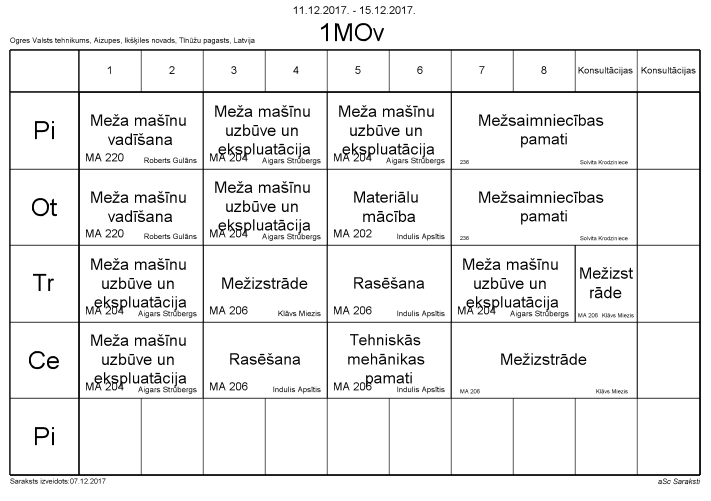 11.12.2017. - 15.12.2017.
1MOv
Ogres Valsts tehnikums, Aizupes, Ikšķiles novads, Tīnūžu pagasts, Latvija
1 2 3 4 5 6 7 8 Konsultācijas Konsultācijas
Pi
Meža mašīnu
vadīšana
MA 220 Roberts Gulāns
Meža mašīnu
uzbūve un
ekspluatācija
MA 204 Aigars Strūbergs
Meža mašīnu
uzbūve un
ekspluatācija
MA 204 Aigars Strūbergs
Mežsaimniecības
pamati
236 Solvita Krodziniece
Ot
Meža mašīnu
vadīšana
MA 220 Roberts Gulāns
Meža mašīnu
uzbūve un
ekspluatācija
MA 204 Aigars Strūbergs
Materiālu
mācība
MA 202 Indulis Apsītis
Mežsaimniecības
pamati
236 Solvita Krodziniece
Tr
Meža mašīnu
uzbūve un
ekspluatācija
MA 204 Aigars Strūbergs
Mežizstrāde
MA 206 Klāvs Miezis
Rasēšana
MA 206 Indulis Apsītis
Meža mašīnu
uzbūve un
ekspluatācija
MA 204 Aigars Strūbergs
Mežizst
rāde
MA 206 Klāvs Miezis
Ce
Meža mašīnu
uzbūve un
ekspluatācija
MA 204 Aigars Strūbergs
Rasēšana
MA 206 Indulis Apsītis
Tehniskās
mehānikas
pamati
MA 206 Indulis Apsītis
Mežizstrāde
MA 206 Klāvs Miezis
Pi
Saraksts izveidots:07.12.2017
aSc Saraksti